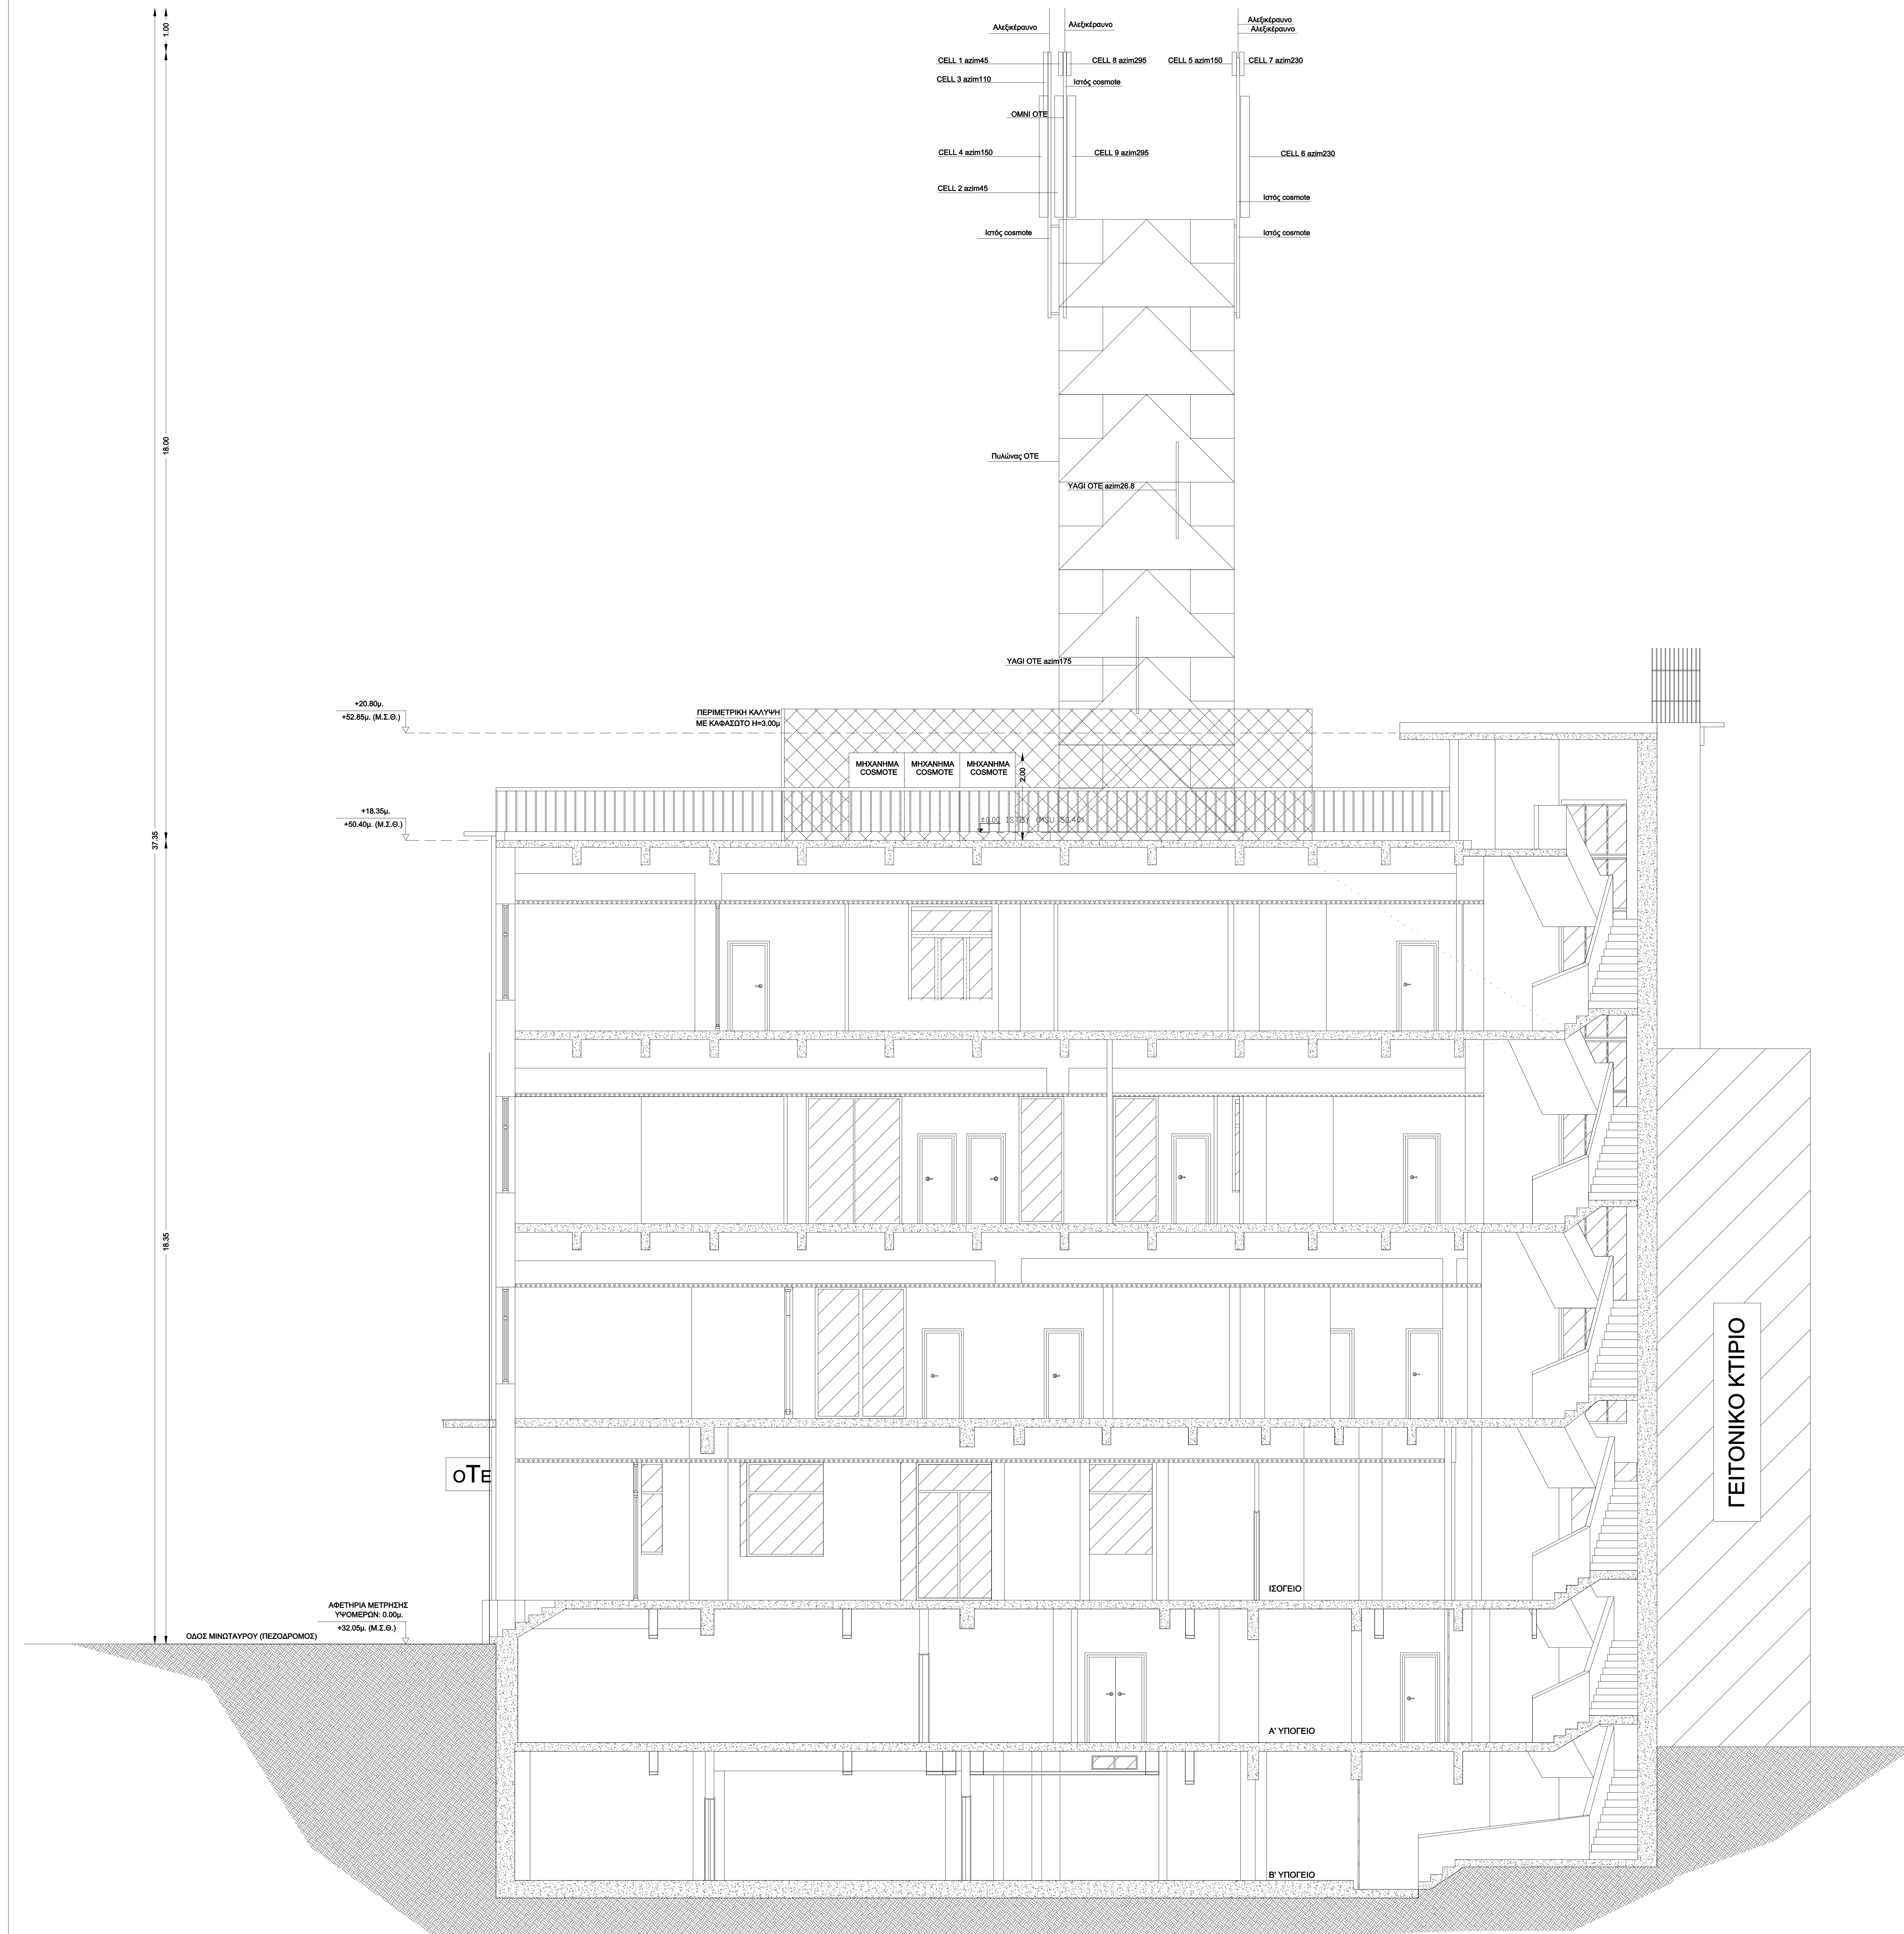 1.00
Αλεξικέραυνο
Αλεξικέραυνο
Αλεξικέραυνο
Αλεξικέραυνο
CELL 1 azim45
CELL 8 azim295
CELL 5 azim150
CELL 7 azim230
CELL 3 azim110
Ιστός cosmote
OMNI OTE
CELL 4 azim150
CELL 9 azim295
CELL 6 azim230
CELL 2 azim45
Ιστός cosmote
Ιστός cosmote
Ιστός cosmote
18.00
Πυλώνας ΟΤΕ
YAGI OTE azim26.8
YAGI OTE azim175
+20.80μ.
+52.85μ. (Μ.Σ.Θ.)
ΠΕΡΙΜΕΤΡΙΚΗ ΚΑΛΥΨΗ
ΜΕ ΚΑΦΑΣΩΤΟ Η=3.00μ
ΜΗΧΑΝΗΜΑ
COSMOTE
ΜΗΧΑΝΗΜΑ
COSMOTE
ΜΗΧΑΝΗΜΑ
COSMOTE
2.00
+18.35μ.
+50.40μ. (Μ.Σ.Θ.)
37.35
18.35
ΟΤΕ
ΓΕΙΤΟΝΙΚΟ ΚΤΙΡΙΟ
ΙΣΟΓΕΙΟ
ΑΦΕΤΗΡΙΑ ΜΕΤΡΗΣΗΣ
ΥΨΟΜΕΡΩΝ: 0.00μ.
+32.05μ. (Μ.Σ.Θ.)
ΟΔΟΣ ΜΙΝΩΤΑΥΡΟΥ (ΠΕΖΟΔΡΟΜΟΣ)
Α' ΥΠΟΓΕΙΟ
Β' ΥΠΟΓΕΙΟ